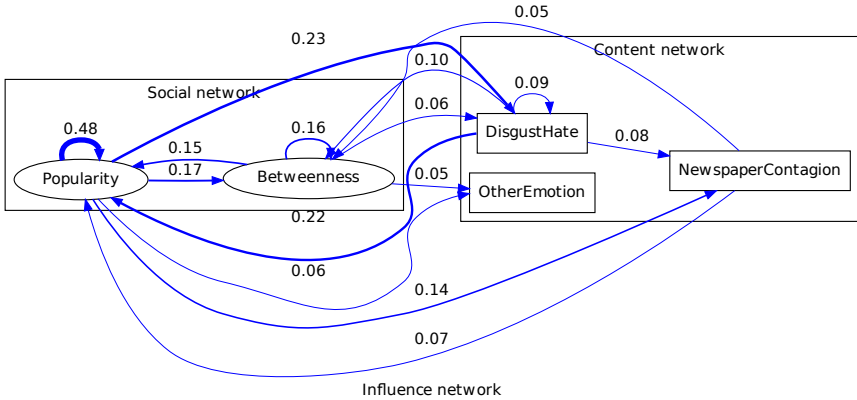 0.05
0.23
Content network
0.10
0.09
Social network
0.06
0.48
0.16
DisgustHate
0.08
0.15
NewspaperContagion
Popularity
0.17
Betweenness
0.05
OtherEmotion
0.22
0.06
0.14
0.07
Influence network